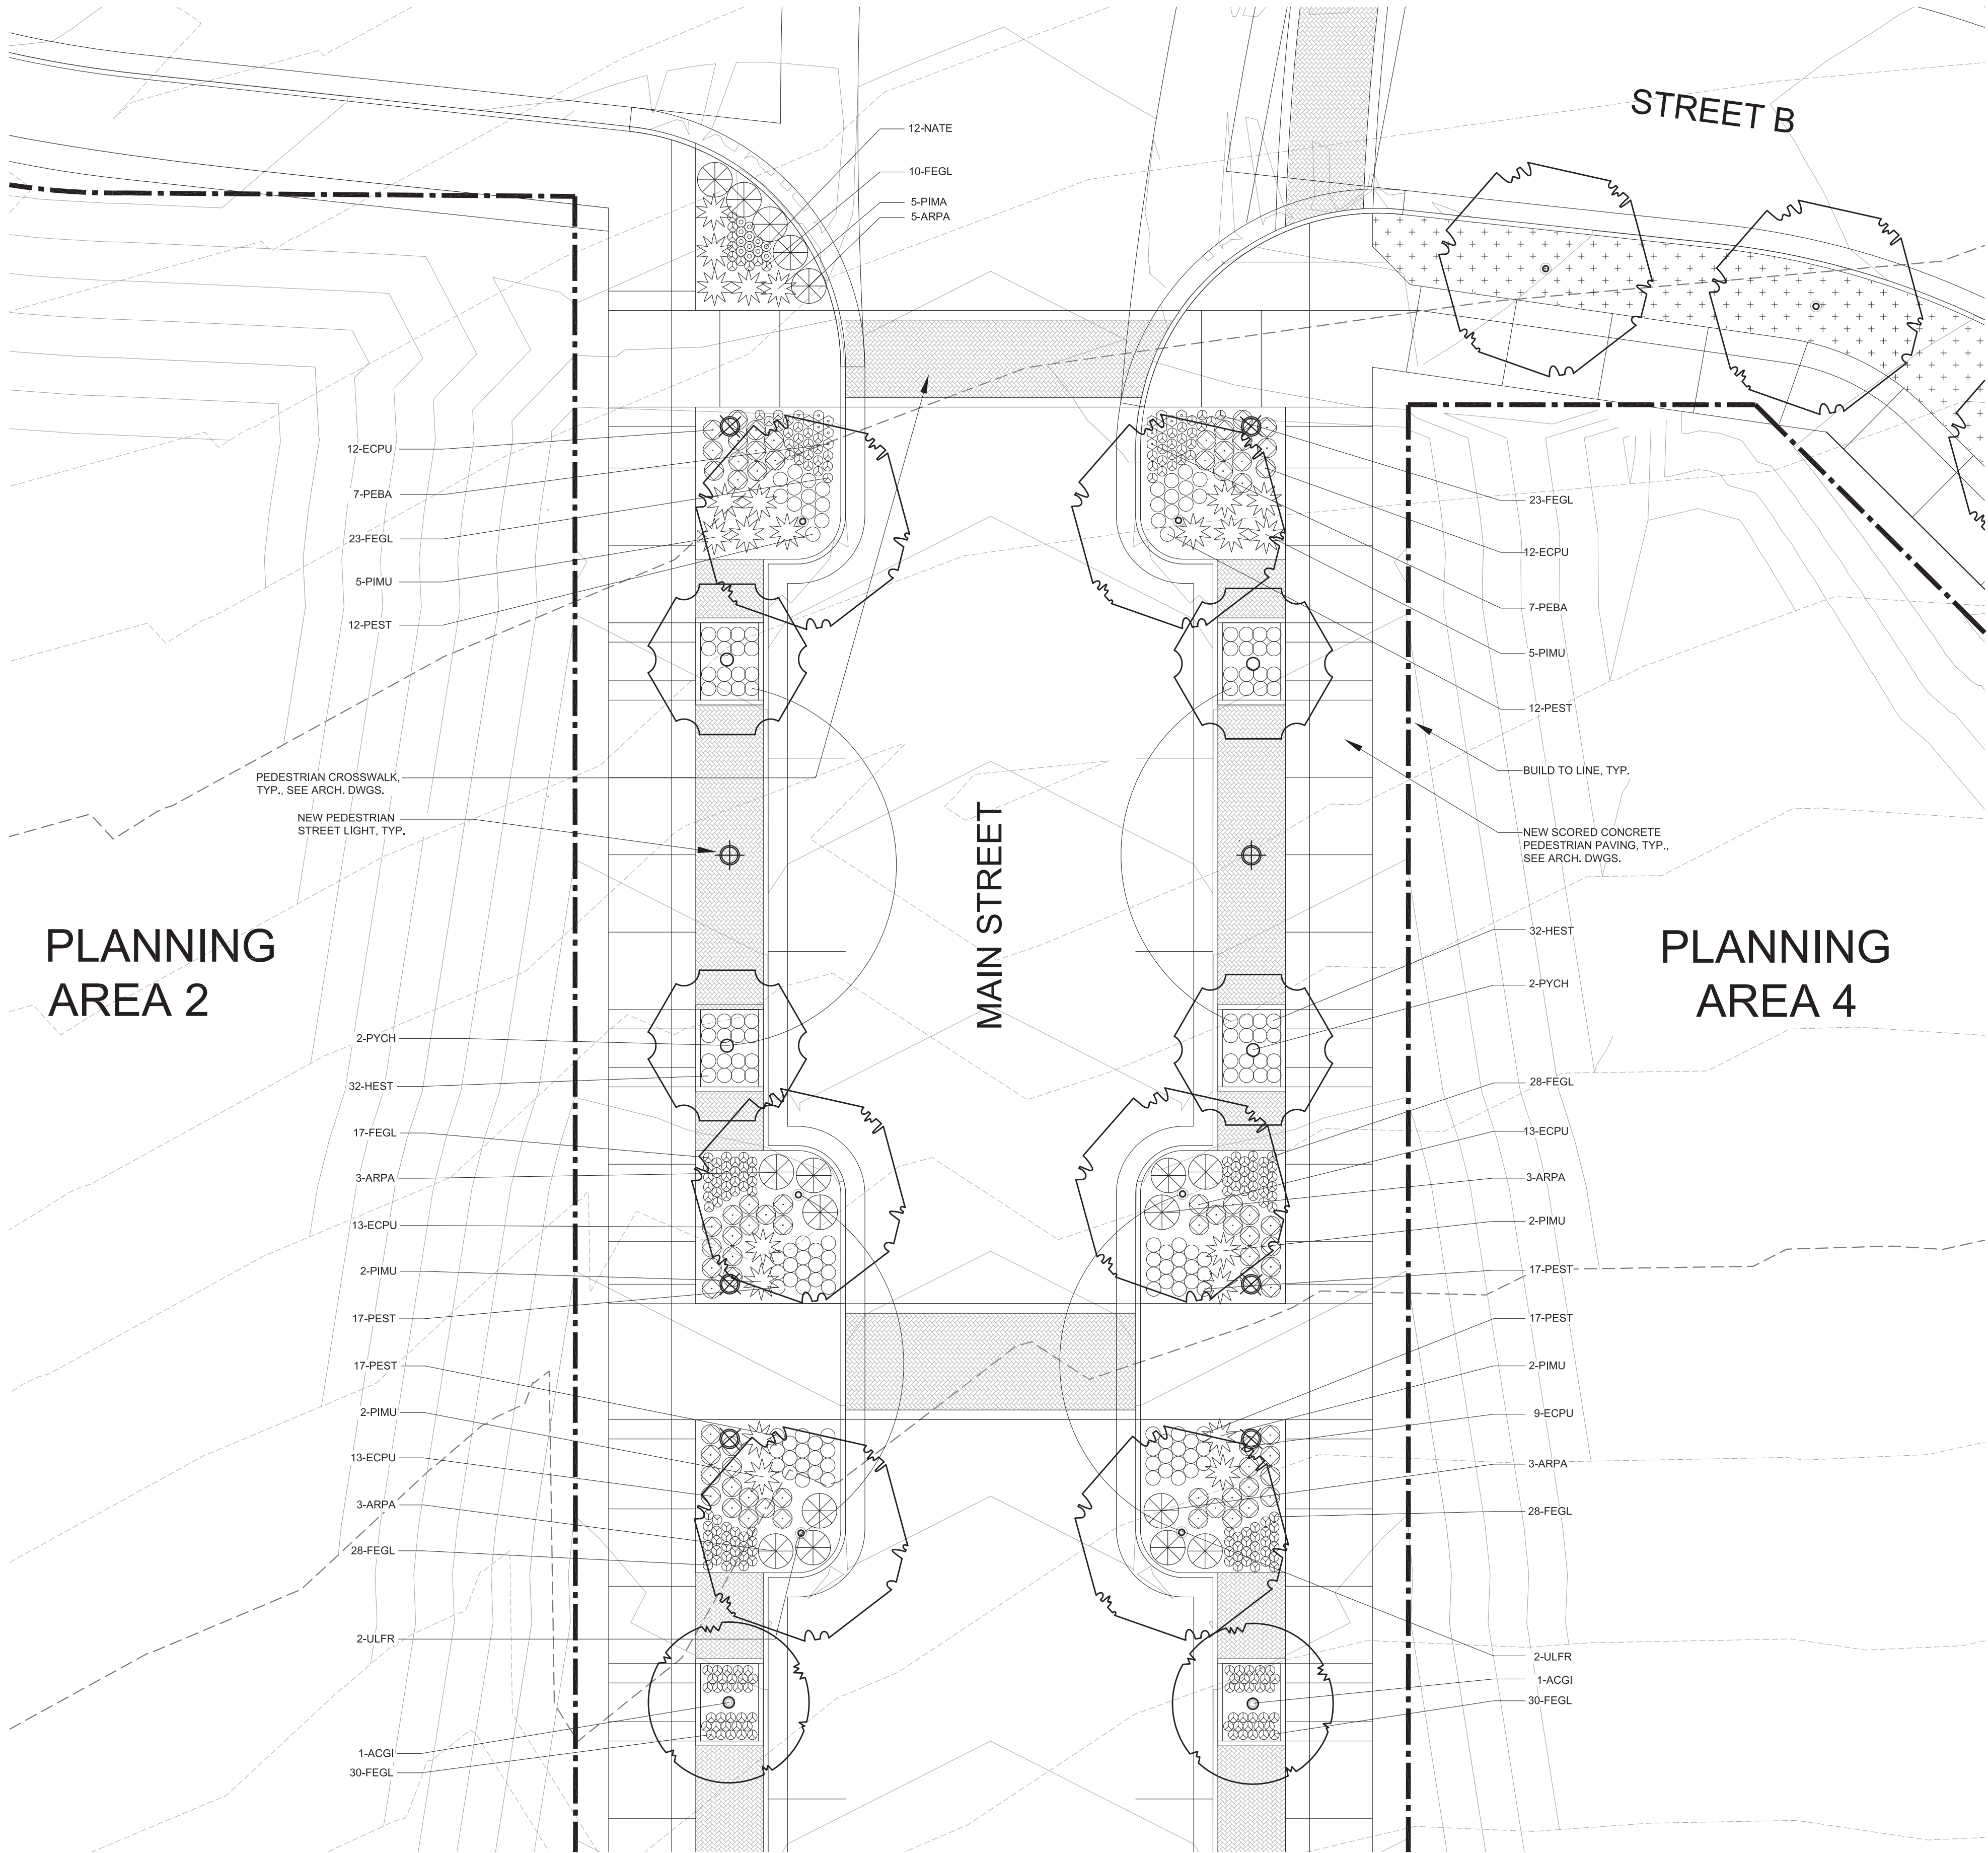 STREET B
12-NATE
10-FEGL
5-PIMA
5-ARPA
12-ECPU
7-PEBA
23-FEGL
5-PIMU
12-PEST
PEDESTRIAN CROSSWALK,
TYP., SEE ARCH. DWGS.
NEW PEDESTRIAN
STREET LIGHT, TYP.
PLANNING
AREA 2
2-PYCH
32-HEST
17-FEGL
3-ARPA
13-ECPU
2-PIMU
17-PEST
17-PEST
2-PIMU
13-ECPU
3-ARPA
28-FEGL
2-ULFR
1-ACGI
30-FEGL
MAIN STREET
23-FEGL
12-ECPU
7-PEBA
5-PIMU
12-PEST
BUILD TO LINE, TYP.
NEW SCORED CONCRETE
PEDESTRIAN PAVING, TYP.,
SEE ARCH. DWGS.
32-HEST
PLANNING
AREA 4
2-PYCH
28-FEGL
13-ECPU
3-ARPA
2-PIMU
17-PEST
17-PEST
2-PIMU
9-ECPU
3-ARPA
28-FEGL
2-ULFR
1-ACGI
30-FEGL